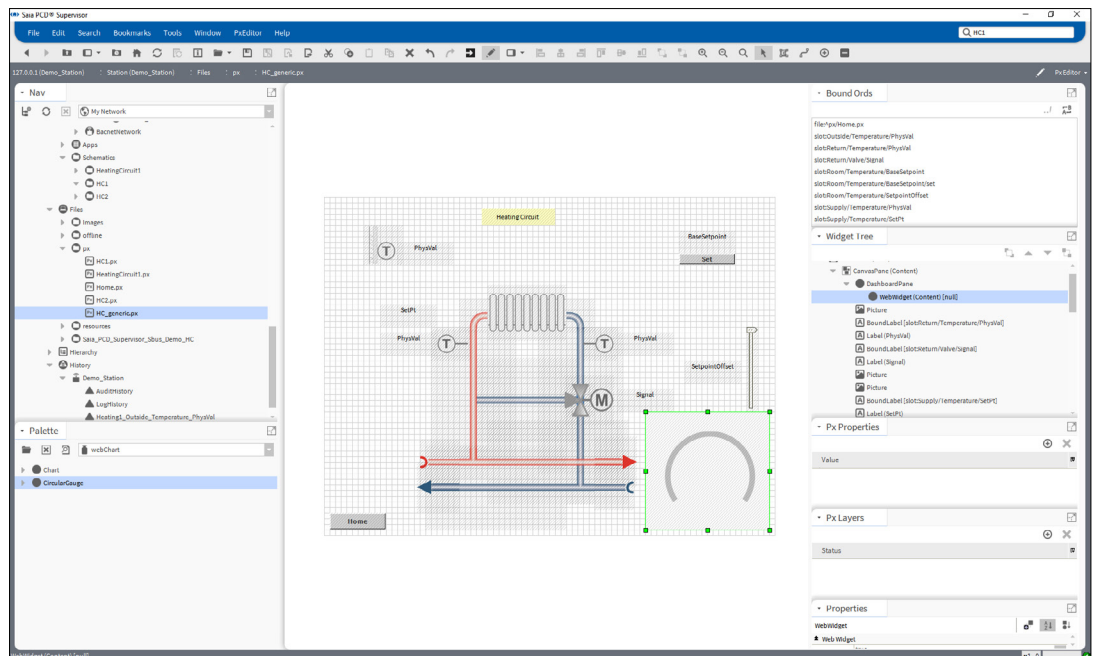 Saia PCD® Supervisor
File Edit Search Bookmarks Tools Window PxEditor Help
HC1
127.0.0.1 (Demo_Station) : Station (Demo_Station) : Files : px : HC_generic.px
PxEditor
Nav
My Network
BacnetNetwork
Apps
Schematics
HeatingCircuit1
HC1
HC2
Files
Images
offline
px
HC1.px
HeatingCircuit1.px
Home.px
HC2.px
HC_generic.px
resources
Saia_PCD_Supervisor_Sbus_Demo_HC
Hierarchy
History
Demo_Station
AuditHistory
LogHistory
Heating1_Outside_Temperature_PhysVal
Palette
webChart
Chart
CircularGauge
Heating Circuit
T
PhysVal
BaseSetpoint
Set
SetPt
PhysVal
T
T
PhysVal
SetpointOffset
Signal
M
Home
Bound Ords
file:^px/Home.px
slot:Outside/Temperature/PhysVal
slot:Return/Temperature/PhysVal
slot:Return/Valve/Signal
slot:Room/Temperature/BaseSetpoint
slot:Room/Temperature/BaseSetpoint/set
slot:Room/Temperature/SetpointOffset
slot:Supply/Temperature/PhysVal
slot:Supply/Temperature/SetPt
Widget Tree
CanvasPane (Content)
DashboardPane
WebWidget (Content) [null]
Picture
BoundLabel [slot:Return/Temperature/PhysVal]
Label (PhysVal)
BoundLabel [slot:Return/Valve/Signal]
Label (Signal)
Picture
Picture
BoundLabel [slot:Supply/Temperature/SetPt]
Label (SetPt)
Px Properties
Value
Px Layers
Status
Properties
WebWidget
Web Widget